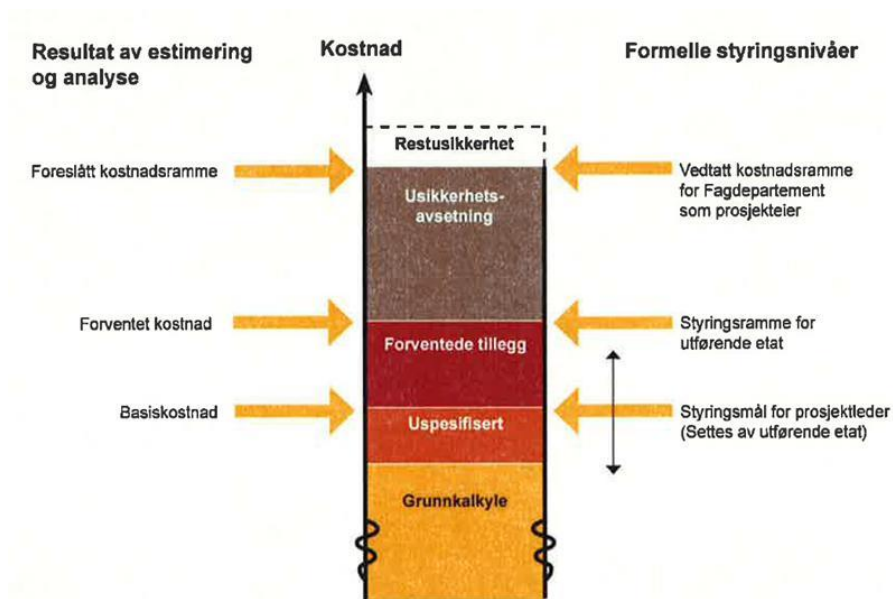 Resultat av estimering
og analyse
Kostnad
Formelle styringsnivåer
Restusikkerhet
Foreslått kostnadsramme
Vedtatt kostnadsramme
for Fagdepartement
som prosjekteier
Usikkerhets-
avsetning
Forventet kostnad
Styringsramme for
utførende etat
Forventede tillegg
Basiskostnad
Styringsmål for prosjektleder
(Settes av utførende etat)
Uspesifisert
Grunnkalkyle